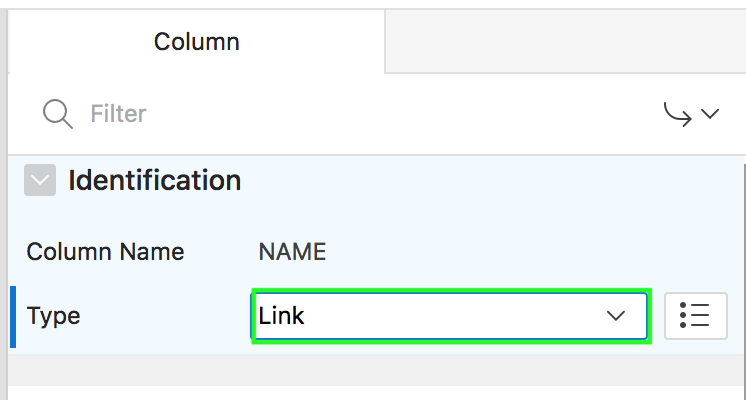 Column
Filter
Identification
Column Name NAME
Type Link